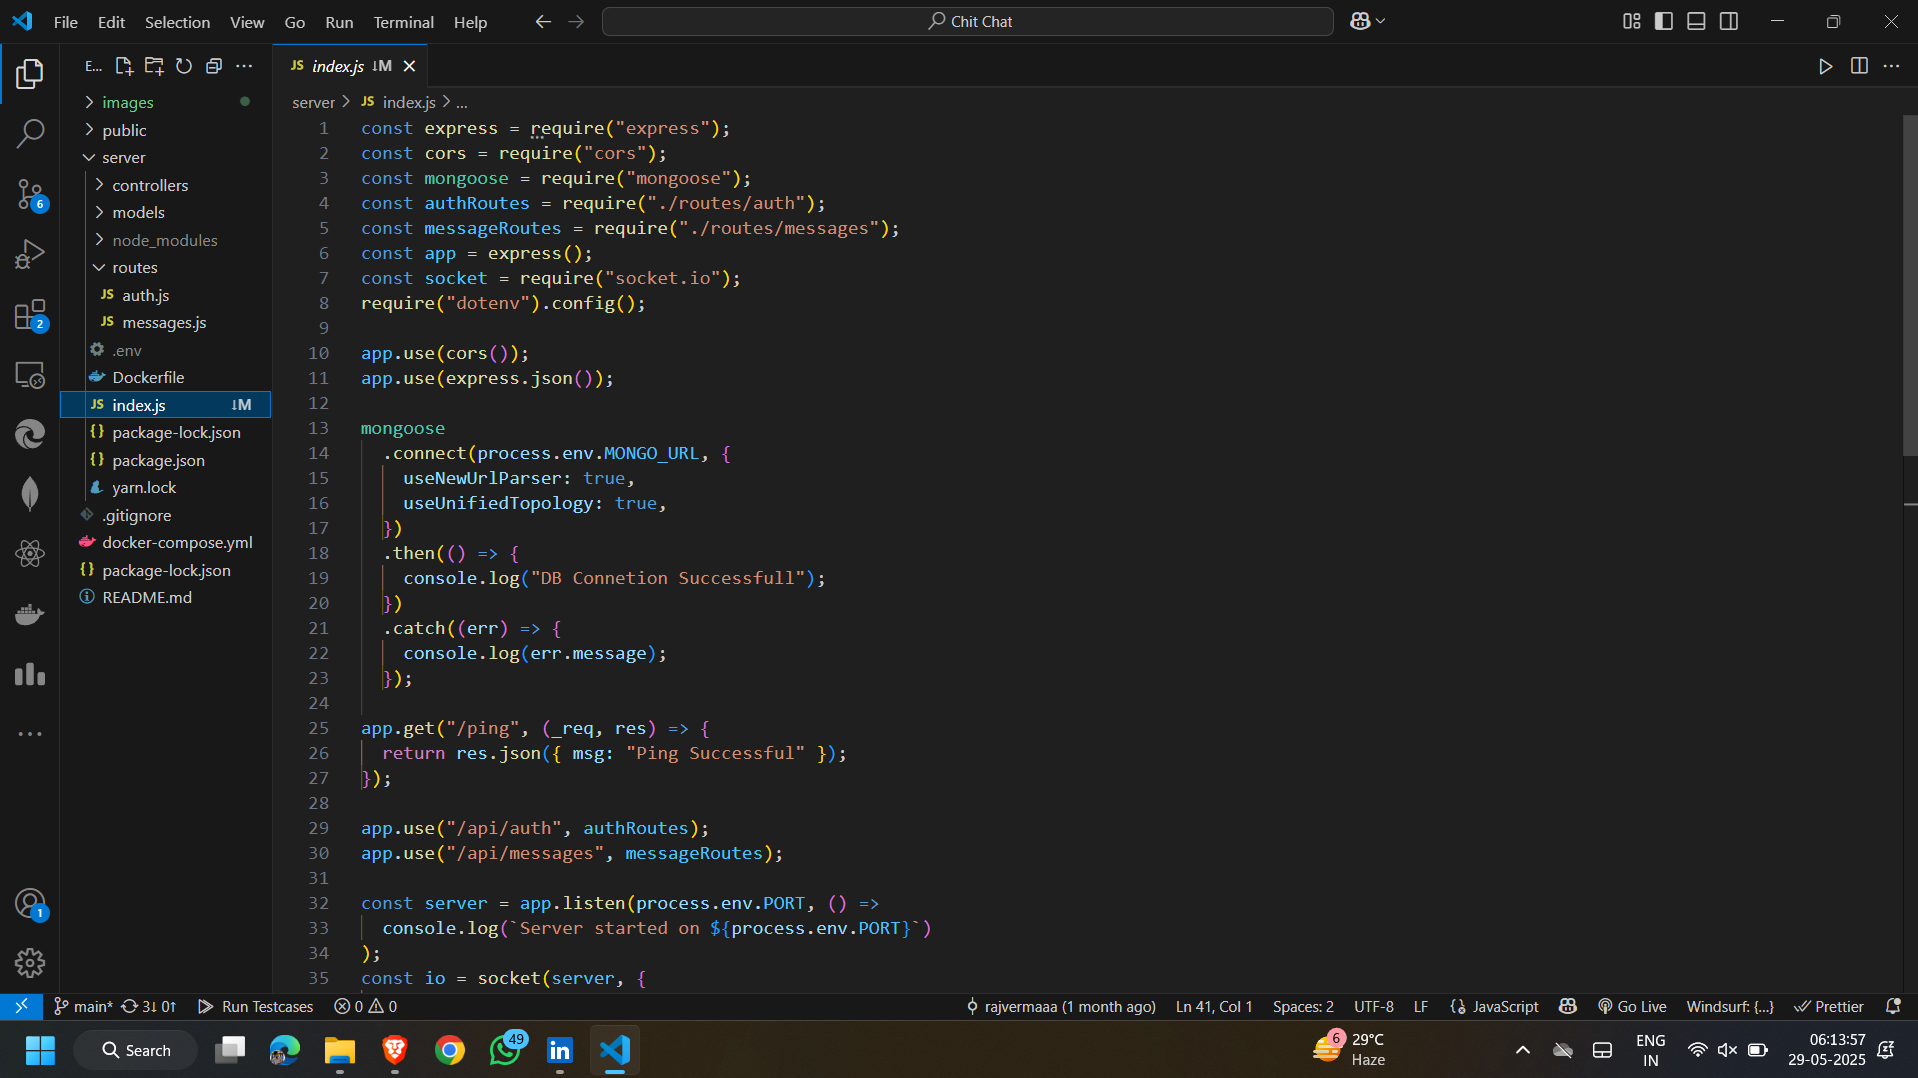 File Edit Selection View Go Run Terminal Help
Chit Chat
E...
images
public
server
controllers
models
node_modules
routes
JS auth.js
JS messages.js
.env
Dockerfile
JS index.js ↓M
{} package-lock.json
{} package.json
yarn.lock
.gitignore
docker-compose.yml
{} package-lock.json
README.md
6
2
1
JS index.js ↓M
server > JS index.js > ...
1 const express = require("express");
2 const cors = require("cors");
3 const mongoose = require("mongoose");
4 const authRoutes = require("./routes/auth");
5 const messageRoutes = require("./routes/messages");
6 const app = express();
7 const socket = require("socket.io");
8 require("dotenv").config();
9
10 app.use(cors());
11 app.use(express.json());
12
13 mongoose
14 .connect(process.env.MONGO_URL, {
15 useNewUrlParser: true,
16 useUnifiedTopology: true,
17 })
18 .then(() => {
19 console.log("DB Connetion Successfull");
20 })
21 .catch((err) => {
22 console.log(err.message);
23 });
24
25 app.get("/ping", (_req, res) => {
26 return res.json({ msg: "Ping Successful" });
27 });
28
29 app.use("/api/auth", authRoutes);
30 app.use("/api/messages", messageRoutes);
31
32 const server = app.listen(process.env.PORT, () =>
33 console.log(`Server started on ${process.env.PORT}`)
34 );
35 const io = socket(server, {
main* 3↓ 0↑ Run Testcases 0 0 rajvermaaa (1 month ago) Ln 41, Col 1 Spaces: 2 UTF-8 LF {} JavaScript Go Live Windsurf: {...} Prettier
Search
49
in
6
29°C
Haze
ENG
IN
06:13:57
29-05-2025